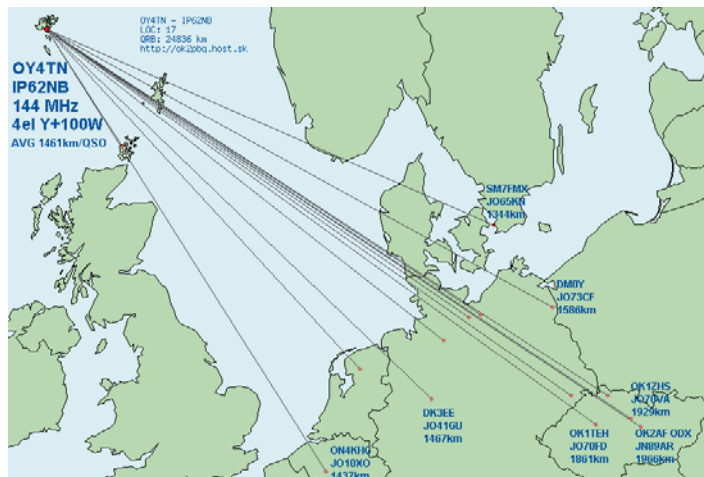 OY4TN - IP62NB
LOC: 17
QRB: 24836 km
http://ok2pbq.host.sk
OY4TN
IP62NB
144 MHz
4el Y+100W
AVG 1461km/QSO
SM7FMX
JO65KN
1344km
DM0Y
JO73CF
1586km
OK1ZHS
JO70VA
1929km
DK3EE
JO41GU
1467km
OK1TEH
JO70FD
1861km
OK2AF ODX
JN89AR
1966km
ON4KHG
JO10XO
1437km